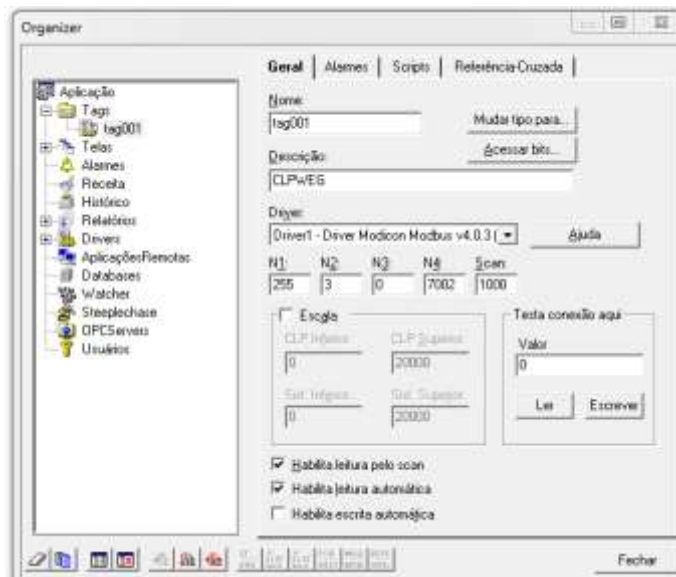 Organizer
Geral
Alarmes
Scripts
Referência-Cruzada
Aplicação
Tags
tag001
Telas
Alarmes
Receita
Histórico
Relatórios
Drivers
AplicaçõesRemotas
Databases
Watcher
Steeplechase
OPCServers
Usuários
Nome:
tag001
Mudar tipo para...
Acessar bits...
Descrição:
CLPWEG
Driver:
Driver1 - Driver Modicon Modbus v4.0.3 (
Ajuda
N1: N2: N3: N4: Scan:
255 3 0 7002 1000
Escala
CLP Inferior: CLP Superior:
0 20000
Sist. Inferior: Sist. Superior:
0 20000
Testa conexão aqui
Valor
0
Ler Escrever
Habilita leitura pelo scan
Habilita leitura automática
Habilita escrita automática
Fechar